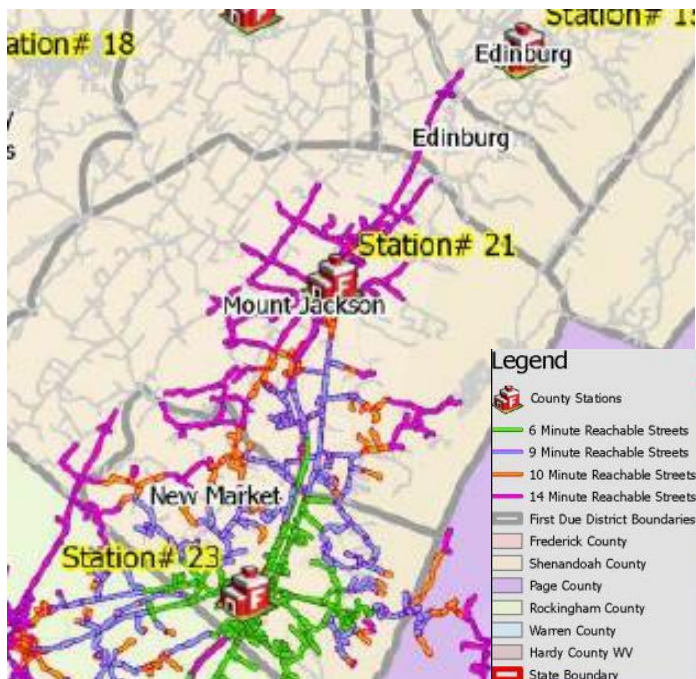 ation# 18
Station# 15
Edinburg
Edinburg
s
Station# 21
Mount Jackson
New Market
Station# 23
Legend
County Stations
6 Minute Reachable Streets
9 Minute Reachable Streets
10 Minute Reachable Streets
14 Minute Reachable Streets
First Due District Boundaries
Frederick County
Shenandoah County
Page County
Rockingham County
Warren County
Hardy County WV
State Boundary